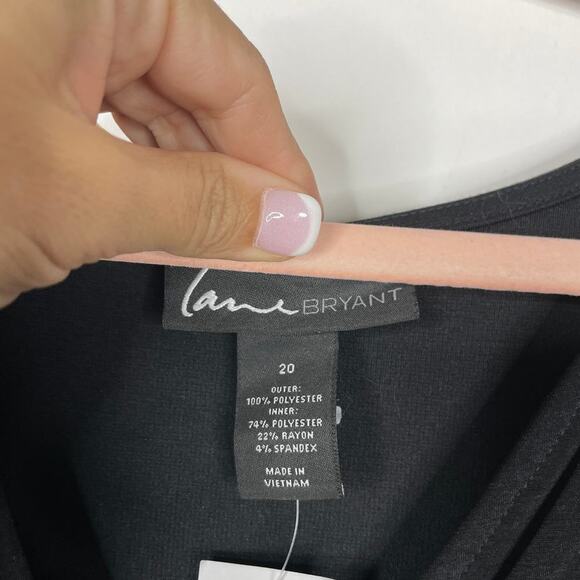 Lane BRYANT
20
OUTER:
100% POLYESTER
INNER:
74% POLYESTER
22% RAYON
4% SPANDEX
MADE IN
VIETNAM